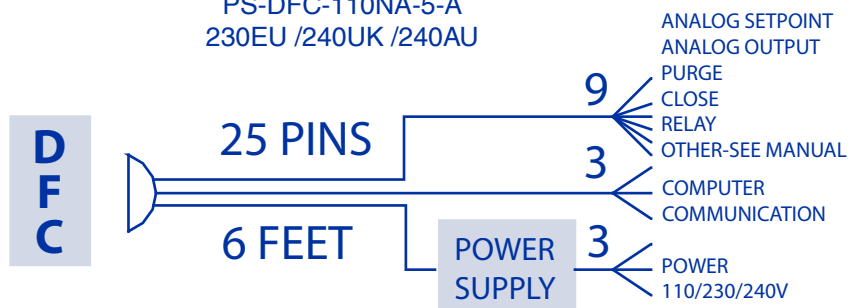 PS-DFC-110NA-5-A
230EU /240UK /240AU
ANALOG SETPOINT
ANALOG OUTPUT
PURGE
CLOSE
RELAY
OTHER-SEE MANUAL
9
25 PINS
DFC
3
COMPUTER
COMMUNICATION
6 FEET
POWER
SUPPLY
3
POWER
110/230/240V